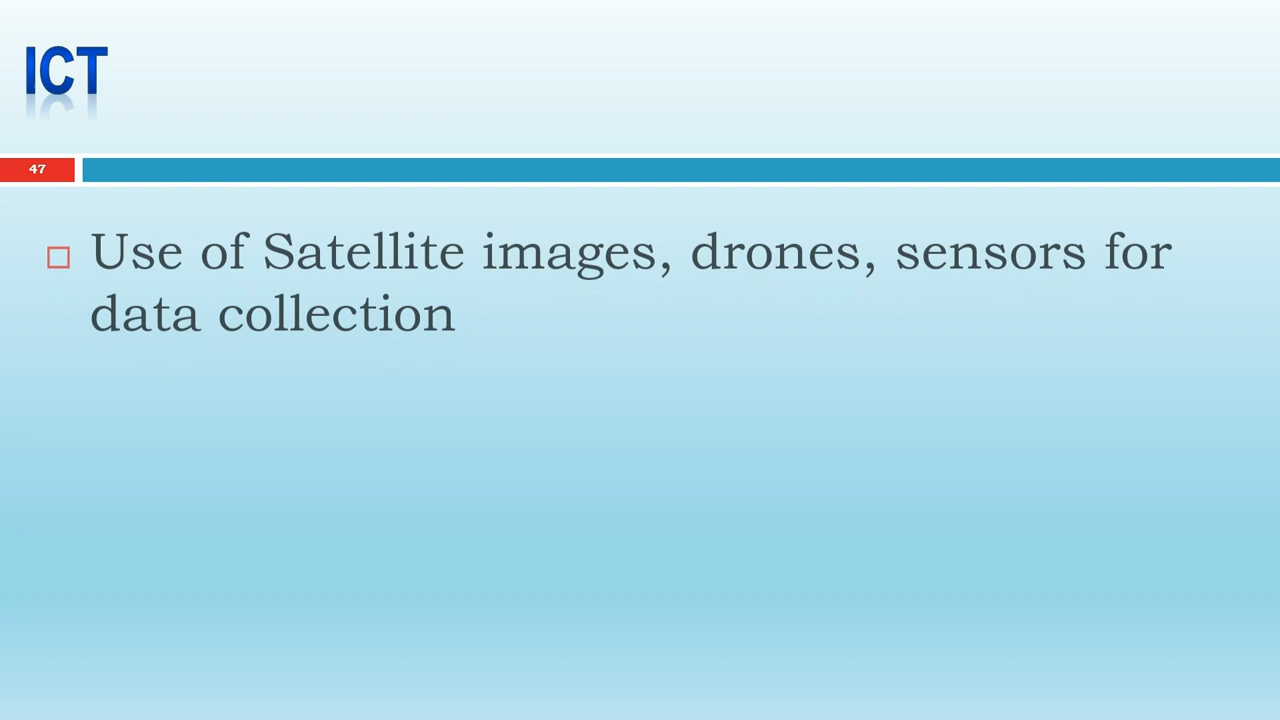 ICT
47
Use of Satellite images, drones, sensors for
data collection